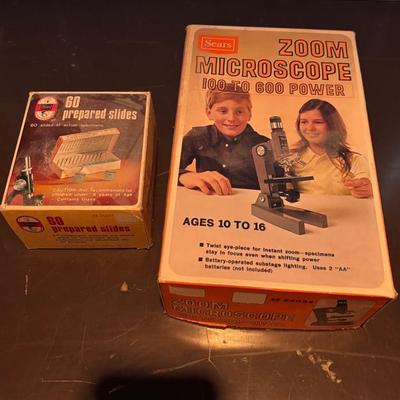 60
prepared slides
60 slides of actual specimens
CAUTION: Not recommended for
children under 8 years of age
Contains Glass
60
prepared slides
Sears
ZOOM
MICROSCOPE
100 TO 600 POWER
AGES 10 TO 16
Twist eye-piece for instant zoom—specimens
stay in focus even when shifting power
Battery-operated substage lighting. Uses 2 "AA"
batteries (not included)
ZOOM
MICROSCOPE